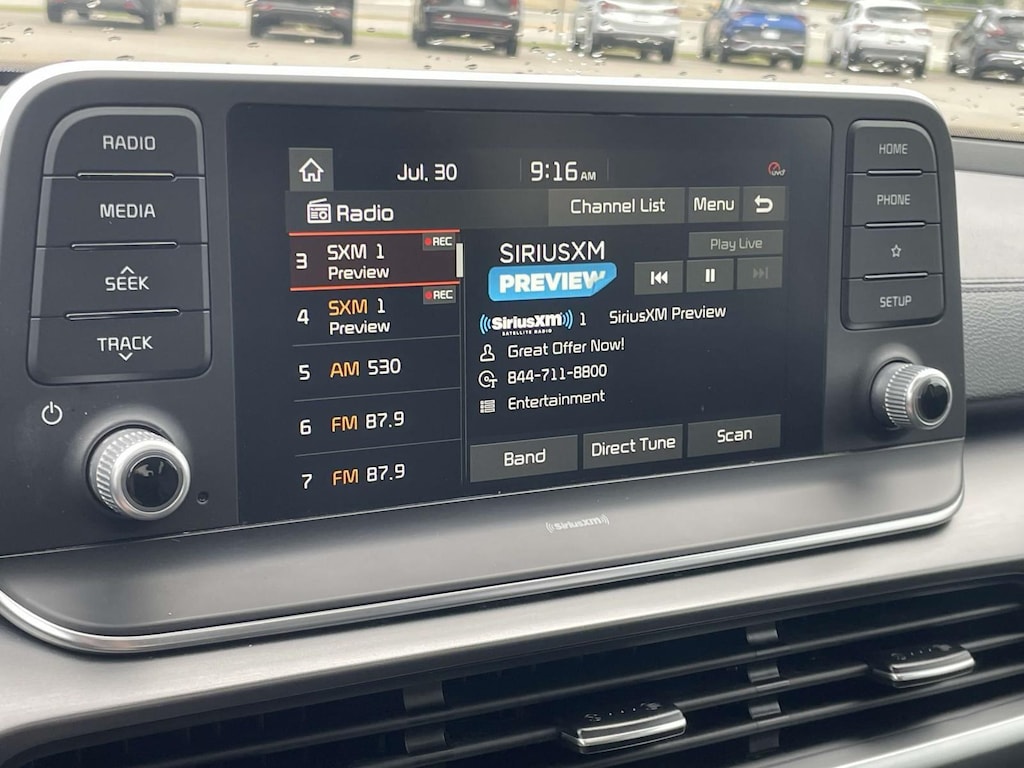 RADIO
MEDIA
SEEK
TRACK
Jul. 30
9:16 AM
UVO
Radio
Channel List
Menu
3 SXM 1 REC
Preview
4 SXM 1 REC
Preview
5 AM 530
6 FM 87.9
7 FM 87.9
SIRIUSXM
PREVIEW
Play Live
SiriusXM 1 SiriusXM Preview
SATELLITE RADIO
Great Offer Now!
844-711-8800
Entertainment
Band
Direct Tune
Scan
HOME
PHONE
SETUP
SiriusXM